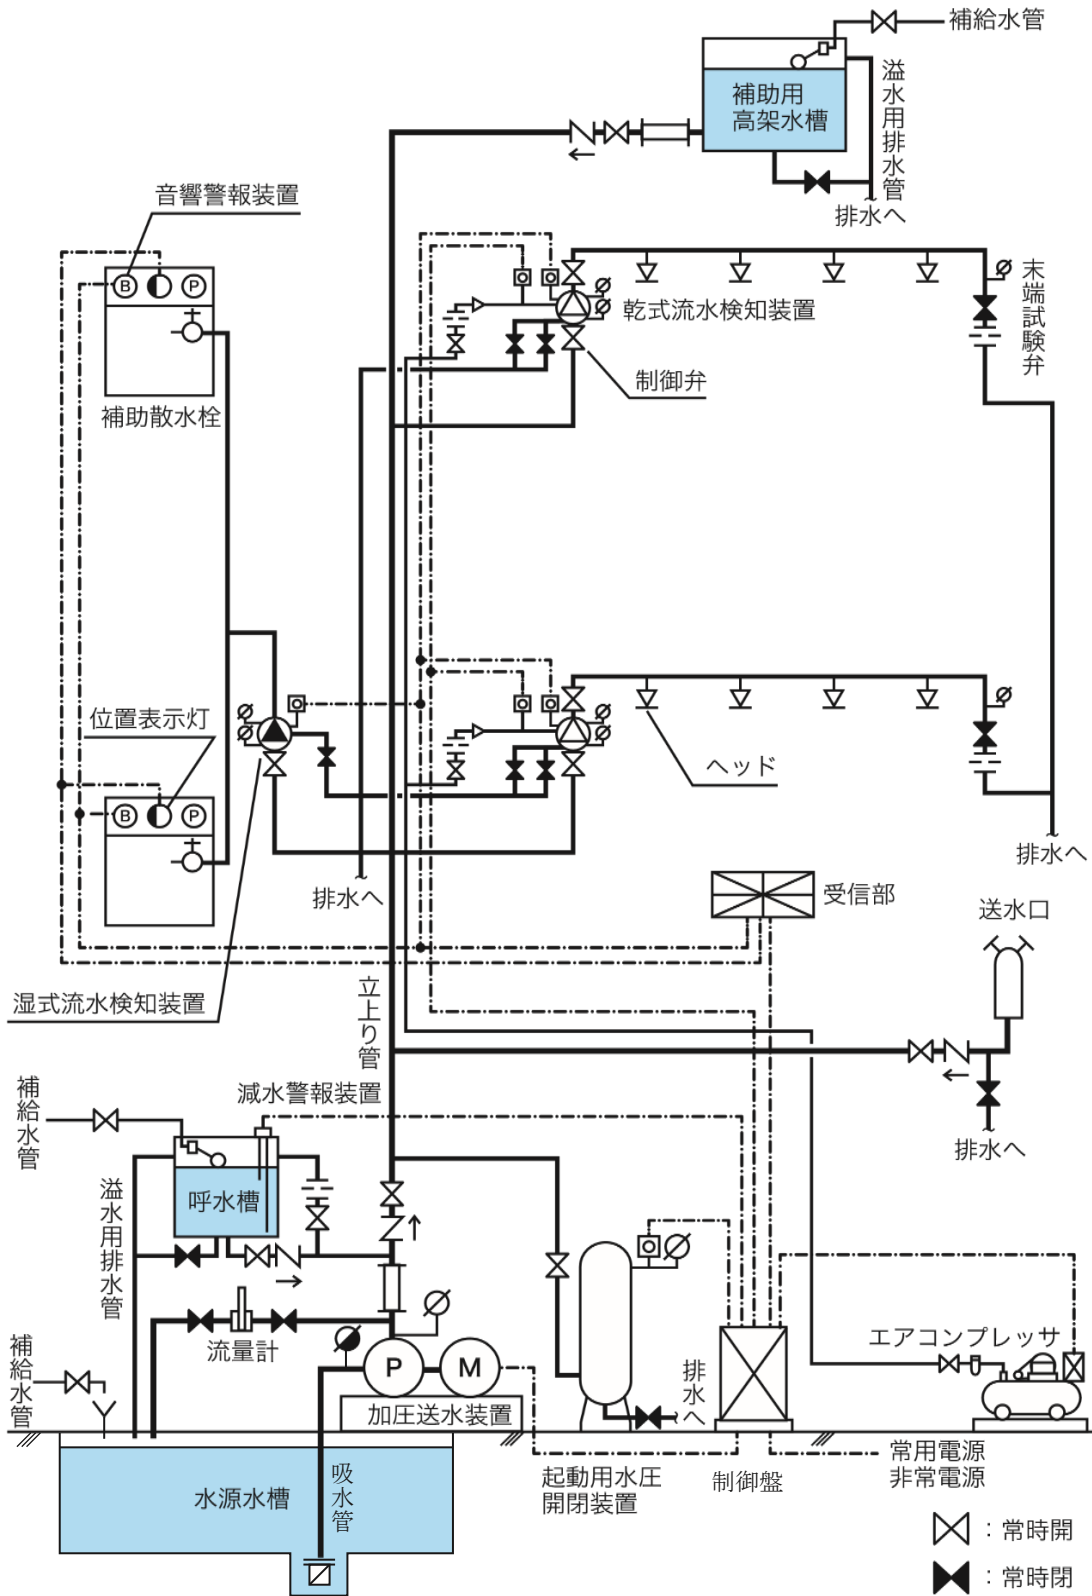 補給水管
補助用
高架水槽
溢水用排水管
排水へ
音響警報装置
B
P
補助散水栓
乾式流水検知装置
制御弁
末端試験弁
位置表示灯
B
P
ヘッド
排水へ
排水へ
受信部
送水口
湿式流水検知装置
立上り管
減水警報装置
補給水管
呼水槽
溢水用排水管
排水へ
流量計
補給水管
P
M
加圧送水装置
排水へ
エアコンプレッサ
水源水槽
吸水管
起動用水圧
開閉装置
制御盤
常用電源
非常電源
：常時開
：常時閉